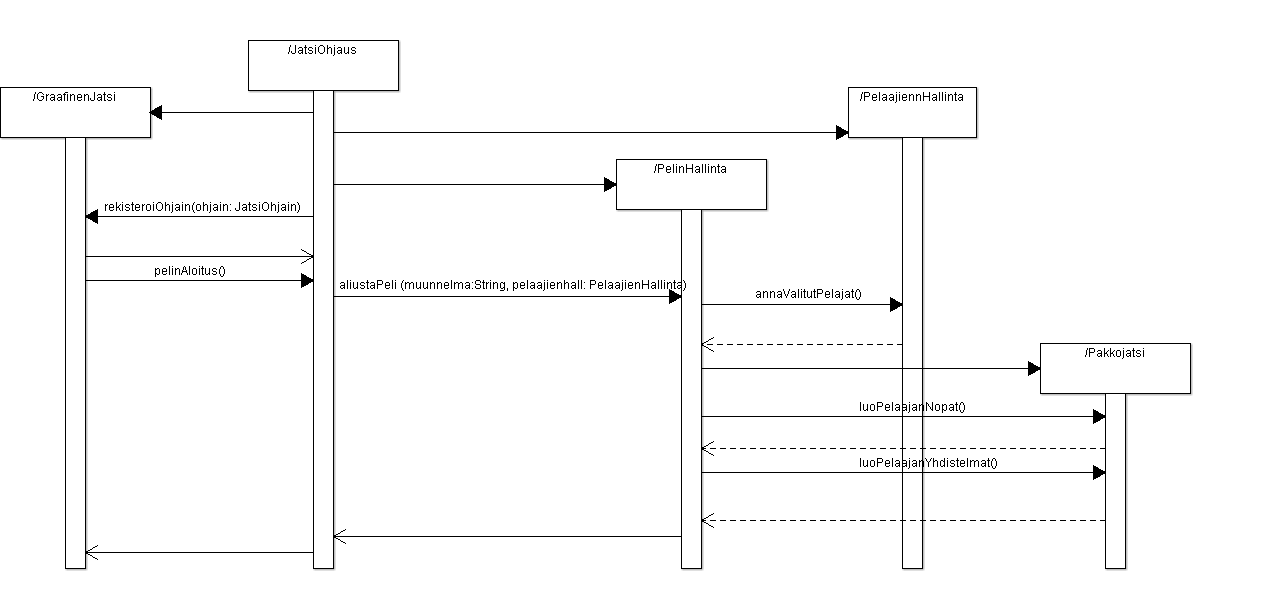 /JatsiOhjaus
/GraafinenJatsi
/PelaajiennHallinta
/PelinHallinta
rekisteroiOhjain(ohjain: JatsiOhjain)
pelinAloitus()
aliustaPeli (muunnelma:String, pelaajienhall: PelaajienHallinta)
annaValitutPelajat()
/Pakkojatsi
luoPelaajanNopat()
luoPelaajanYhdistelmat()